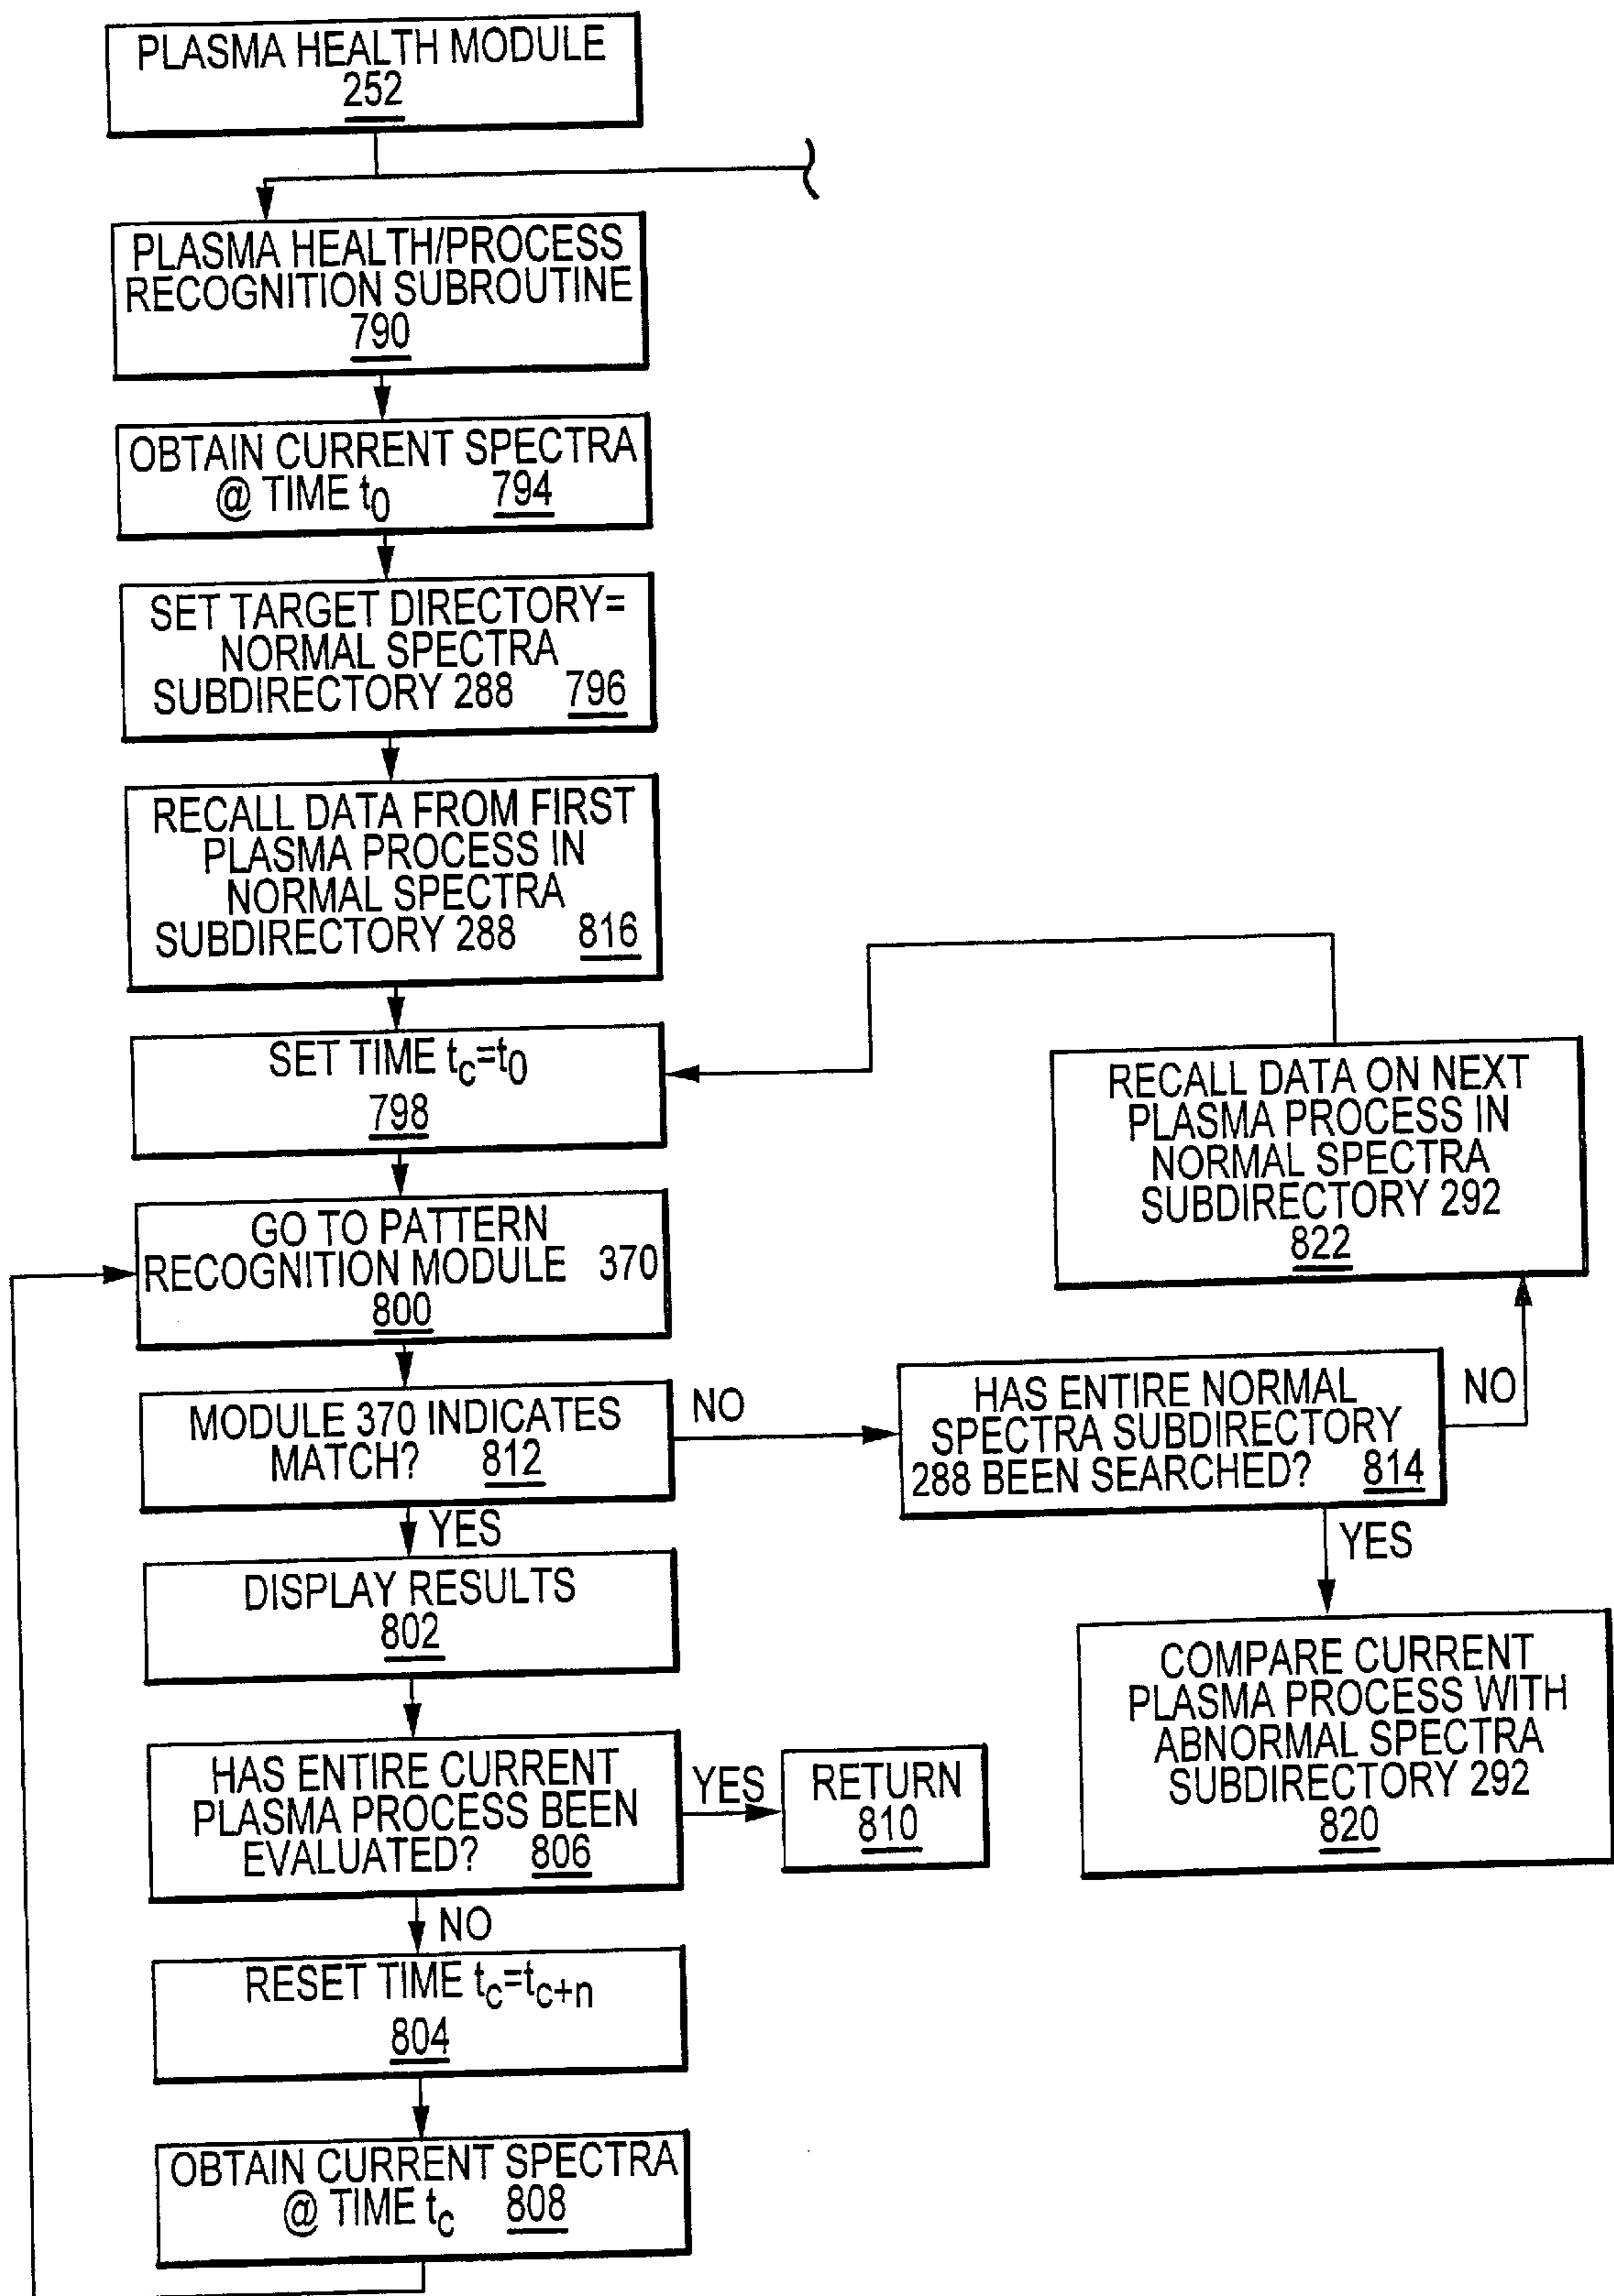 PLASMA HEALTH MODULE
252
PLASMA HEALTH/PROCESS
RECOGNITION SUBROUTINE
790
OBTAIN CURRENT SPECTRA
@ TIME t0 794
SET TARGET DIRECTORY=
NORMAL SPECTRA
SUBDIRECTORY 288 796
RECALL DATA FROM FIRST
PLASMA PROCESS IN
NORMAL SPECTRA
SUBDIRECTORY 288 816
SET TIME tc=t0
798
GO TO PATTERN
RECOGNITION MODULE 370
800
MODULE 370 INDICATES
MATCH? 812
NO
YES
HAS ENTIRE NORMAL
SPECTRA SUBDIRECTORY
288 BEEN SEARCHED? 814
NO
YES
RECALL DATA ON NEXT
PLASMA PROCESS IN
NORMAL SPECTRA
SUBDIRECTORY 292
822
COMPARE CURRENT
PLASMA PROCESS WITH
ABNORMAL SPECTRA
SUBDIRECTORY 292
820
DISPLAY RESULTS
802
HAS ENTIRE CURRENT
PLASMA PROCESS BEEN
EVALUATED? 806
YES
RETURN
810
NO
RESET TIME tc=tc+n
804
OBTAIN CURRENT SPECTRA
@ TIME tc 808